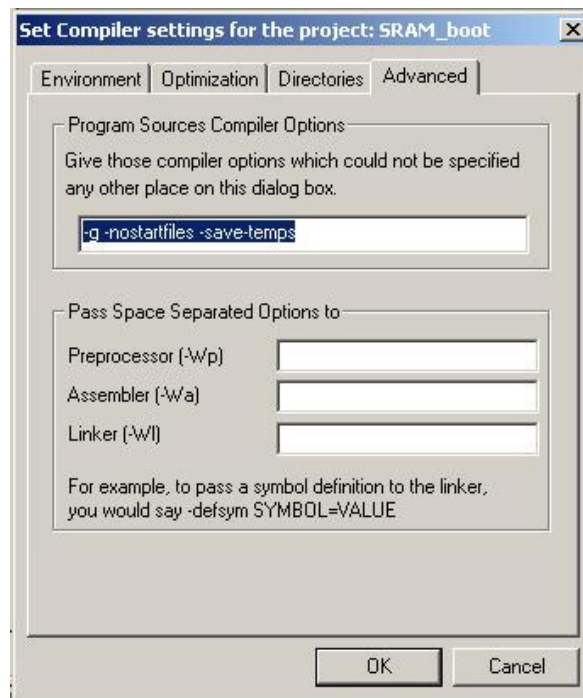 Set Compiler settings for the project: SRAM_boot
Environment Optimization Directories Advanced
Program Sources Compiler Options
Give those compiler options which could not be specified
any other place on this dialog box.
-g -nostartfiles -save-temps
Pass Space Separated Options to
Preprocessor (-Wp)
Assembler (-Wa)
Linker (-Wl)
For example, to pass a symbol definition to the linker,
you would say -defsym SYMBOL=VALUE
OK Cancel